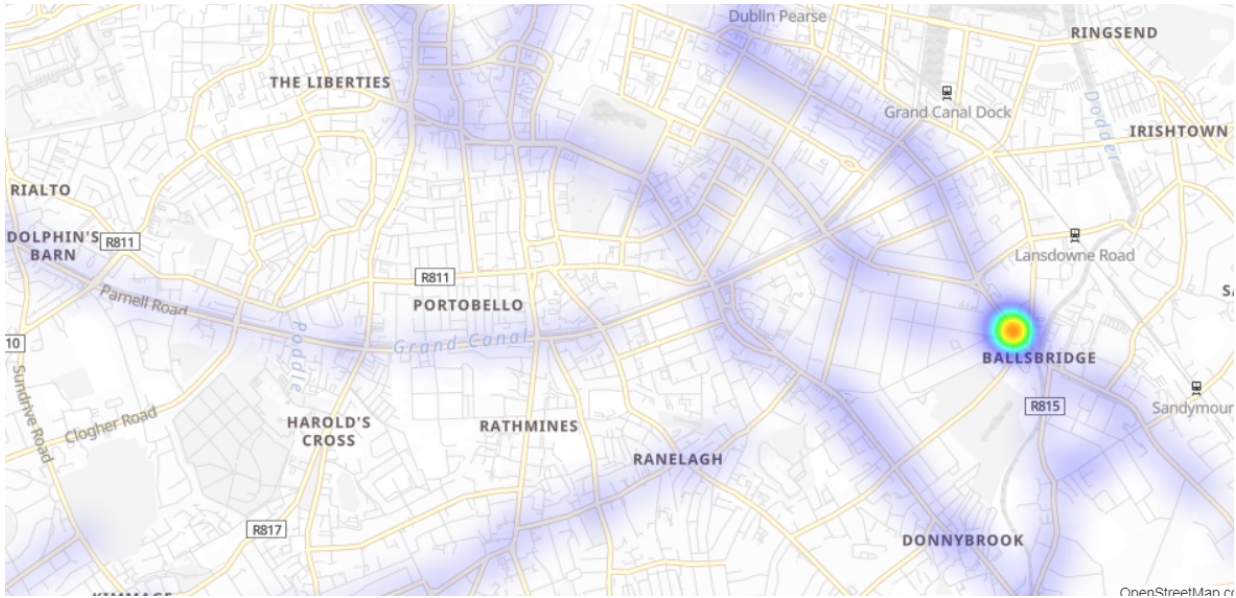 Dublin Pearse
RINGSEND
THE LIBERTIES
Grand Canal Dock
Dodder
IRISHTOWN
RIALTO
DOLPHIN'S
BARN
R811
Lansdowne Road
R811
Parnell Road
PORTOBELLO
Poddle
Grand Canal
10
BALLSBRIDGE
Sundrive Road
Clogher Road
HAROLD'S
CROSS
RATHMINES
R815
Sandymoun
RANELAGH
R817
DONNYBROOK
KIMMAGE
OpenStreetMap.co